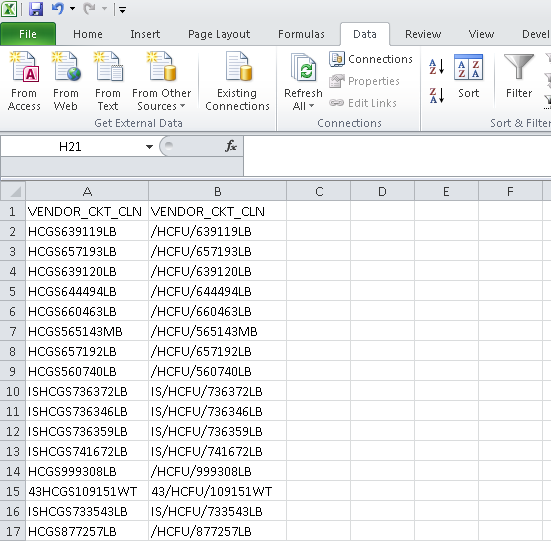 File Home Insert Page Layout Formulas Data Review View Devel
From Access From Web From Text From Other Sources Existing Connections Refresh All Connections Properties Edit Links Sort Filter
Get External Data Connections Sort & Filte
H21 fx
A B C D E F
1 VENDOR_CKT_CLN VENDOR_CKT_CLN
2 HCGS639119LB /HCFU/639119LB
3 HCGS657193LB /HCFU/657193LB
4 HCGS639120LB /HCFU/639120LB
5 HCGS644494LB /HCFU/644494LB
6 HCGS660463LB /HCFU/660463LB
7 HCGS565143MB /HCFU/565143MB
8 HCGS657192LB /HCFU/657192LB
9 HCGS560740LB /HCFU/560740LB
10 ISHCGS736372LB IS/HCFU/736372LB
11 ISHCGS736346LB IS/HCFU/736346LB
12 ISHCGS736359LB IS/HCFU/736359LB
13 ISHCGS741672LB IS/HCFU/741672LB
14 HCGS999308LB /HCFU/999308LB
15 43HCGS109151WT 43/HCFU/109151WT
16 ISHCGS733543LB IS/HCFU/733543LB
17 HCGS877257LB /HCFU/877257LB